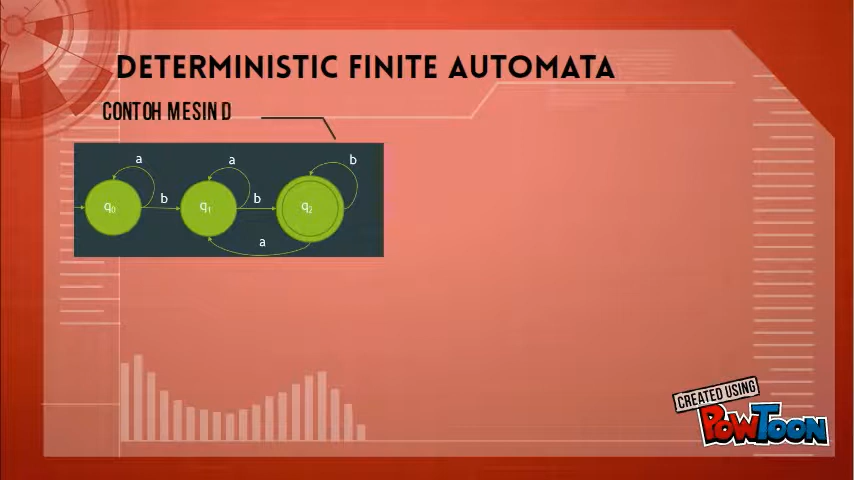 DETERMINISTIC FINITE AUTOMATA
CONTOH MESIN D
a a b
q₀ b q₁ b q₂
a
CREATED USING
POWTOON